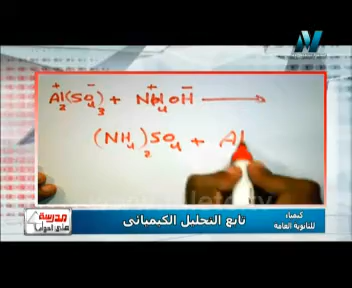 Al₂(SO₄)₃ + NH₄OH ⟶
(NH₄)₂SO₄ + Al
تابع التحليل الكيميائى
كيمياء
للثانوية العامة
مدرسة
على الهواء